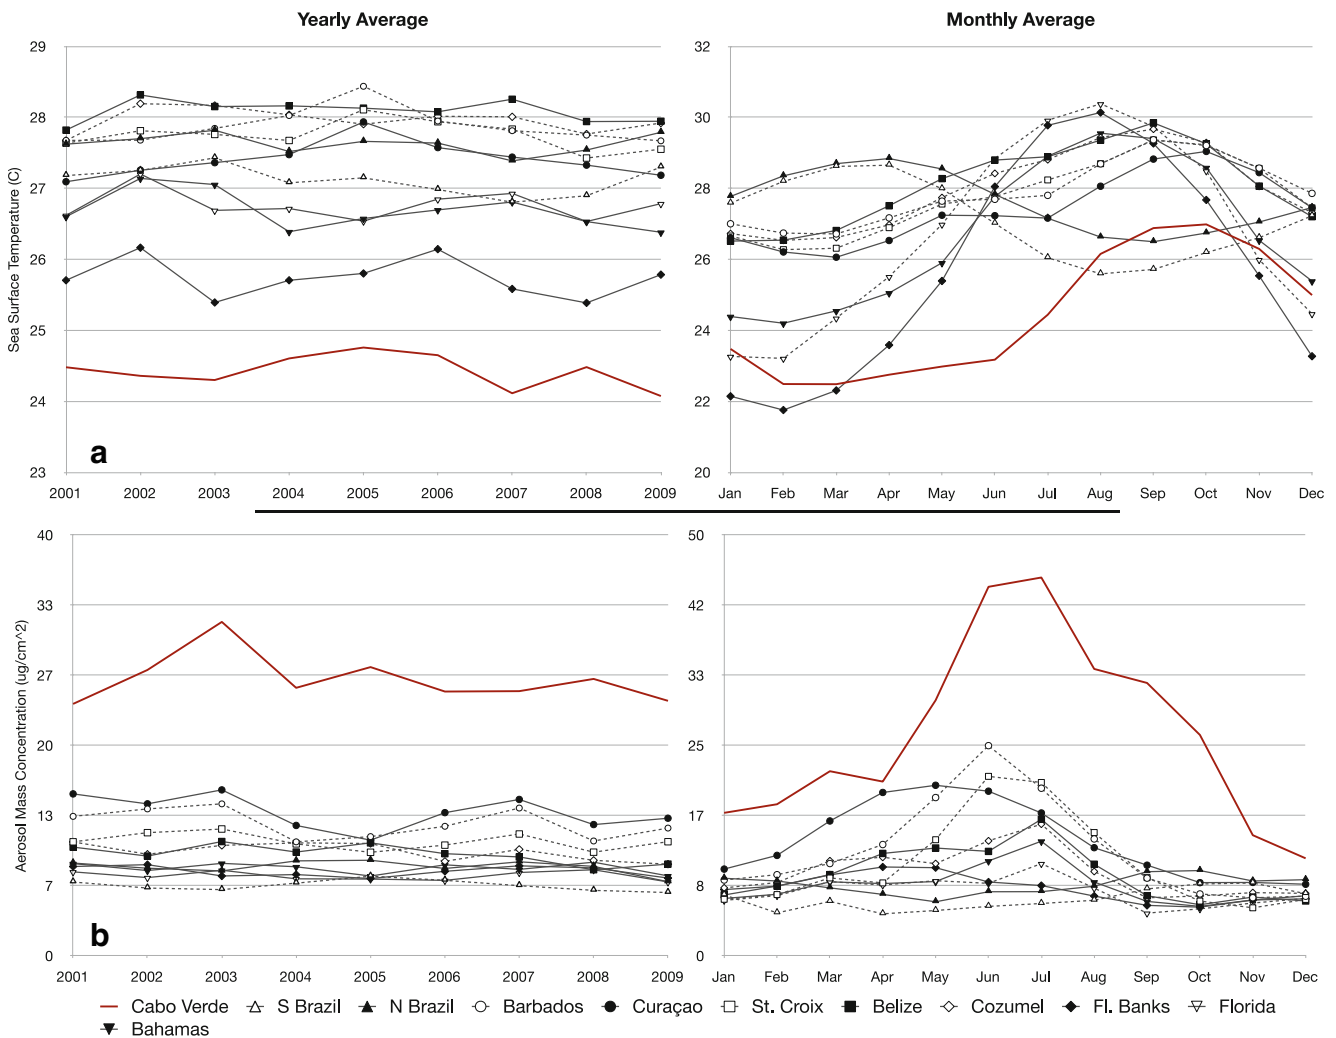 Yearly Average
Monthly Average
Sea Surface Temperature (C)
29
28
27
26
25
24
23
a
2001 2002 2003 2004 2005 2006 2007 2008 2009
32
30
28
26
24
22
20
Jan Feb Mar Apr May Jun Jul Aug Sep Oct Nov Dec
Aerosol Mass Concentration (ug/cm^2)
40
33
27
20
13
7
0
b
2001 2002 2003 2004 2005 2006 2007 2008 2009
50
42
33
25
17
8
0
Jan Feb Mar Apr May Jun Jul Aug Sep Oct Nov Dec
Cabo Verde S Brazil N Brazil Barbados Curaçao St. Croix Belize Cozumel Fl. Banks Florida
Bahamas